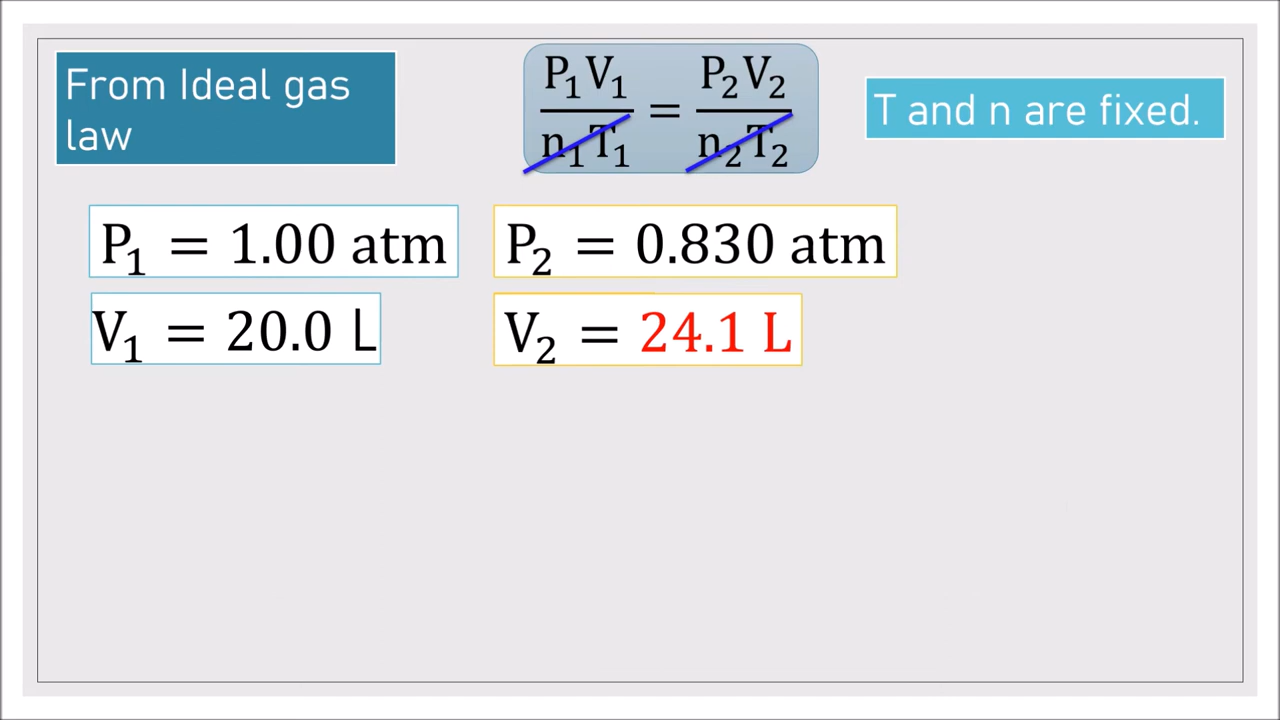 From Ideal gas
law
P₁V₁/n₁T₁ = P₂V₂/n₂T₂
T and n are fixed.
P₁ = 1.00 atm
P₂ = 0.830 atm
V₁ = 20.0 L
V₂ = 24.1 L